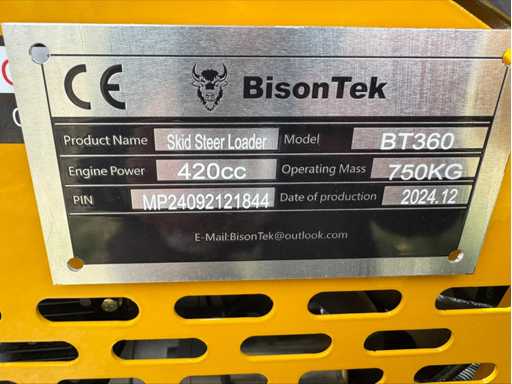 CE BisonTek
Product Name Skid Steer Loader Model BT360
Engine Power 420cc Operating Mass 750KG
PIN MP24092121844 Date of production 2024.12
E-Mail:BisonTek@outlook.com